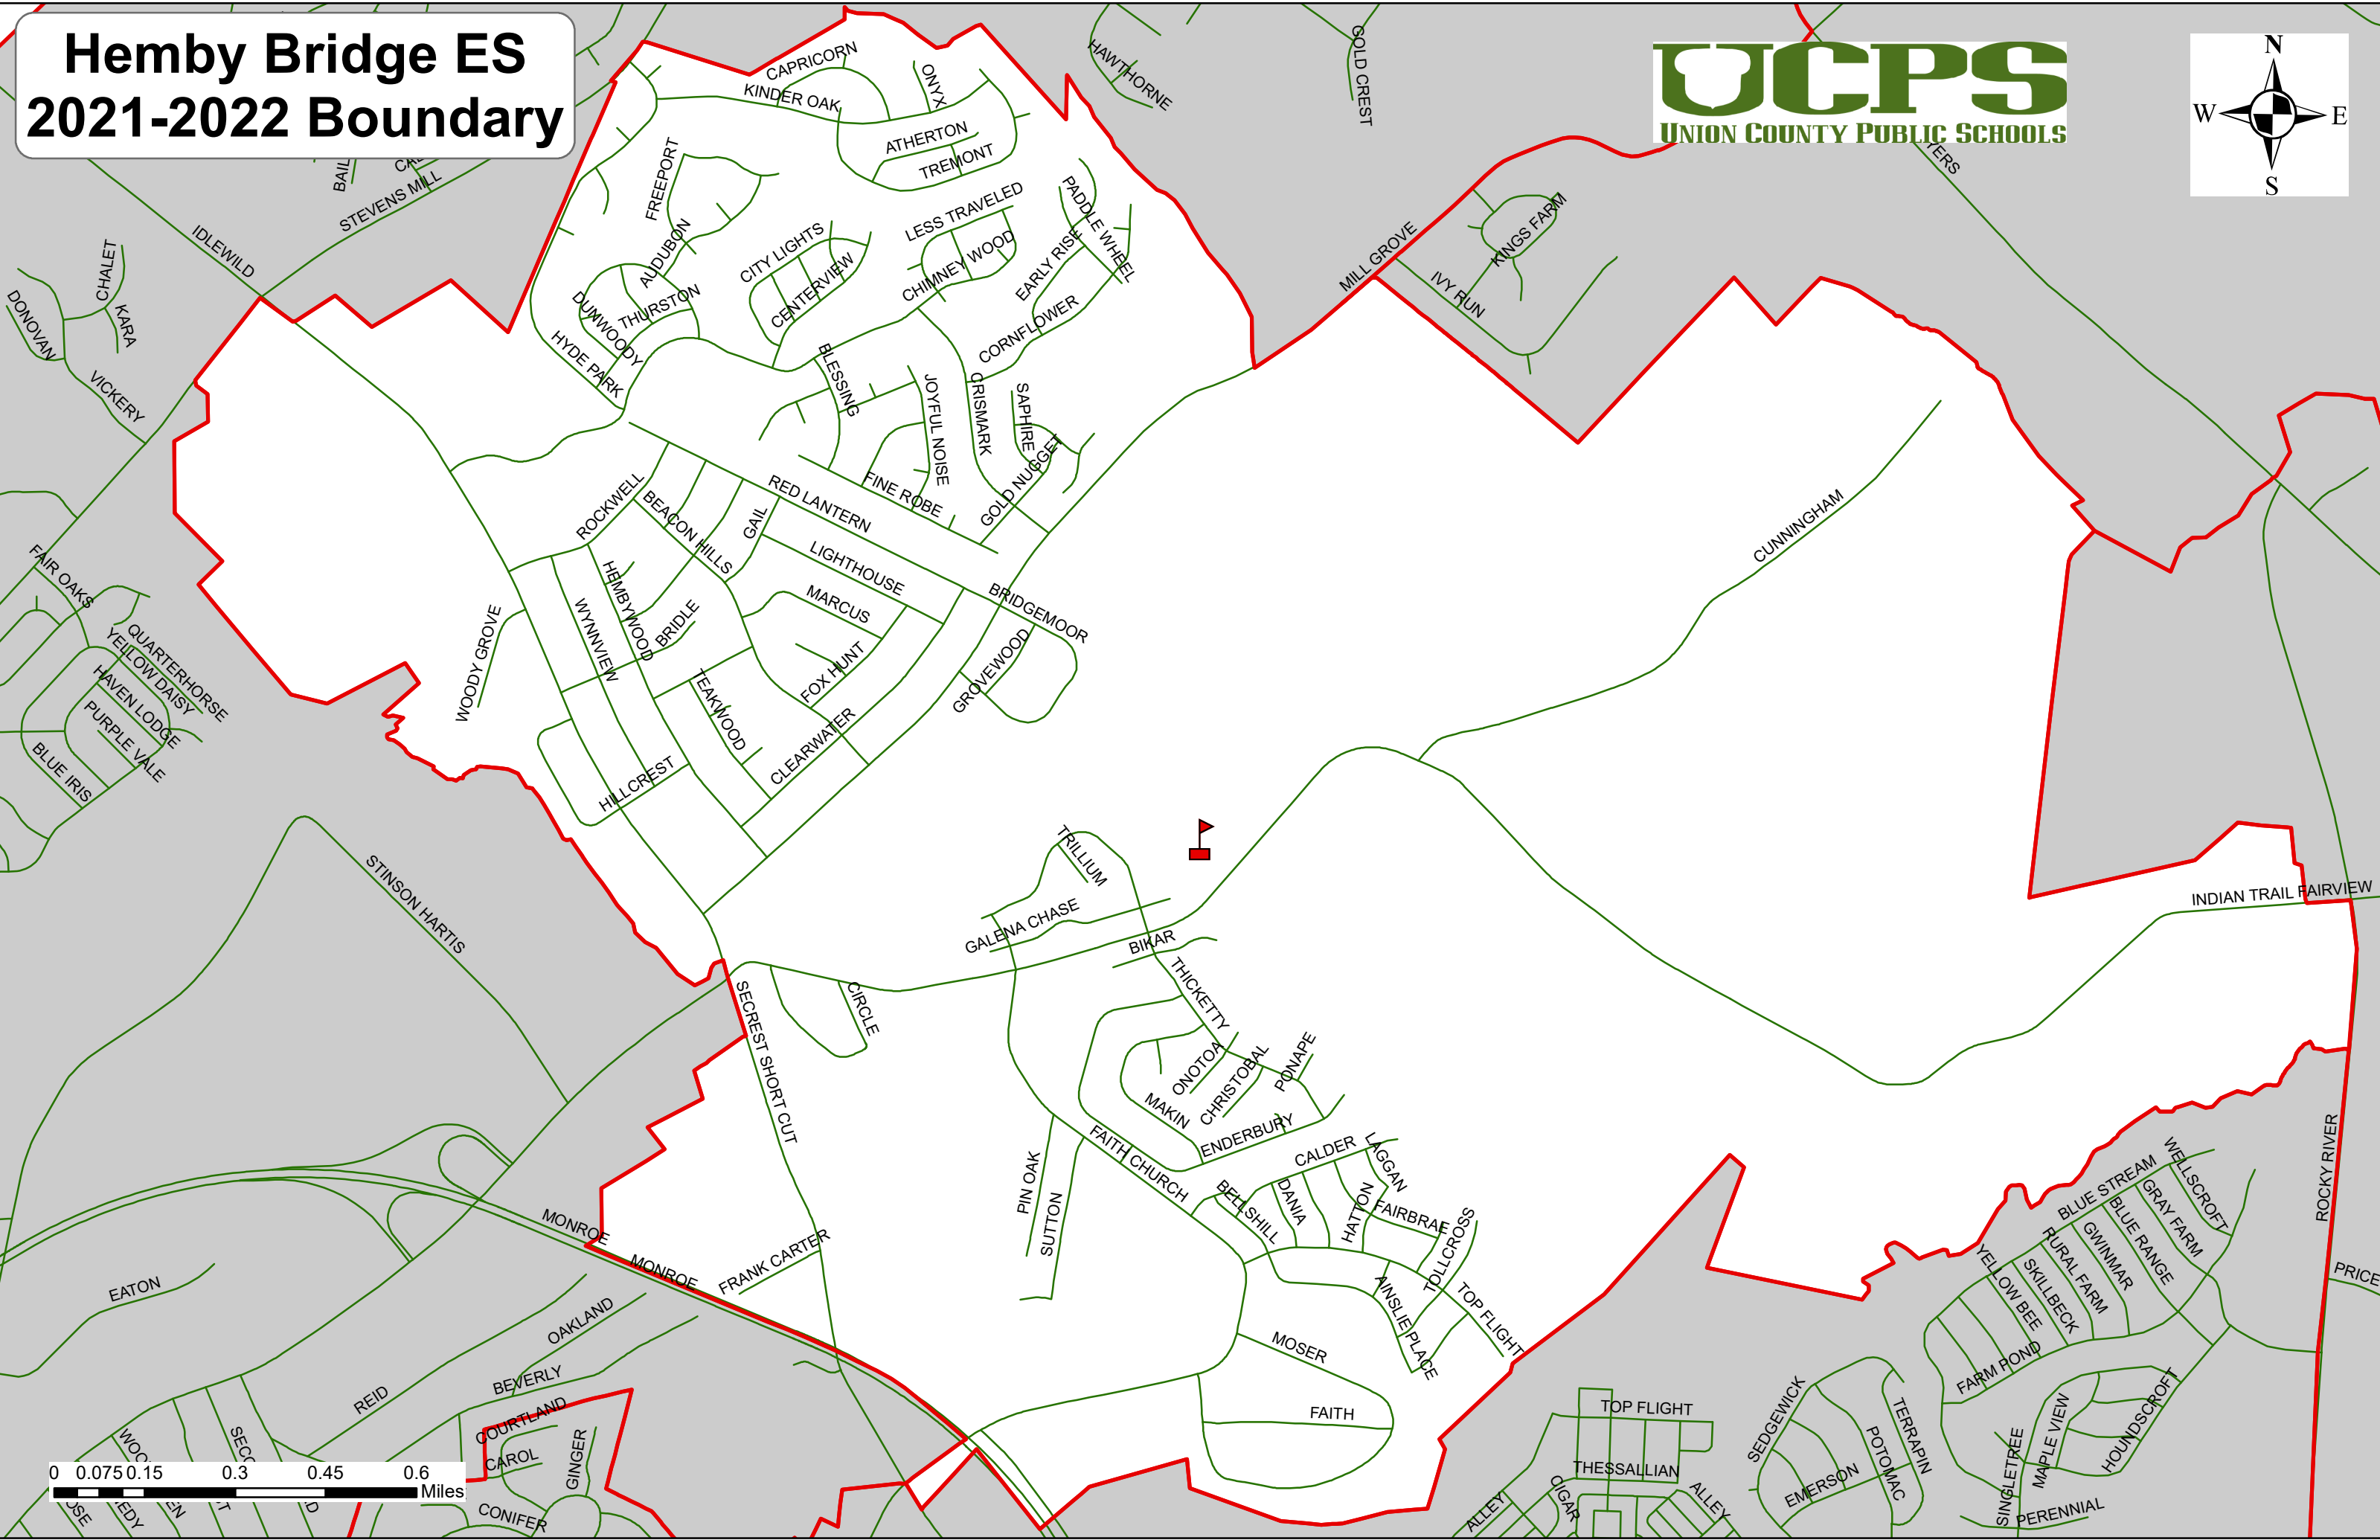 Hemby Bridge ES
2021-2022 Boundary
UCPS
UNION COUNTY PUBLIC SCHOOLS
N
W
E
S
CAPRICORN
KINDER OAK
ONYX
ATHERTON
TREMONT
HAWTHORNE
GOLD CREST
BAIL
STEVENS MILL
IDLEWILD
FREEPORT
AUDUBON
CITY LIGHTS
CENTERVIEW
LESS TRAVELED
CHIMNEY WOOD
PADDLE WHEEL
EARLY RISE
CORNFLOWER
MILL GROVE
KINGS FARM
IVY RUN
CHALET
KARA
DONOVAN
VICKERY
DUNWOODY
THURSTON
HYDE PARK
BLESSING
JOYFUL NOISE
CRISMARK
SAPHIRE
GOLD NUGGET
FINE ROBE
RED LANTERN
ROCKWELL
BEACON HILLS
GAIL
LIGHTHOUSE
MARCUS
BRIDGEMOOR
GROVEWOOD
CUNNINGHAM
FAIR OAKS
QUARTERHORSE
YELLOW DAISY
HAVEN LODGE
PURPLE VALE
BLUE IRIS
WOODY GROVE
WYNNVIEW
HEMBYWOOD
BRIDLE
TEAKWOOD
FOX HUNT
CLEARWATER
HILLCREST
STINSON HARTIS
TRILLIUM
GALENA CHASE
BIKAR
THICKETTY
INDIAN TRAIL FAIRVIEW
SECREST SHORT CUT
CIRCLE
ONOTOA
CHRISTOBAL
PONAPE
MAKIN
ENDERBURY
FAITH CHURCH
PIN OAK
SUTTON
CALDER
LAGGAN
BELLSHILL
DANIA
HATTON
FAIRBRAE
TOLLCROSS
AINSLIE PLACE
TOP FLIGHT
MOSER
FAITH
ROCKY RIVER
WELLSCROFT
BLUE STREAM
GRAY FARM
BLUE RANGE
GWINMAR
RURAL FARM
SKILLBECK
YELLOW BEE
FARM POND
PRICE
MONROE
MONROE
FRANK CARTER
EATON
OAKLAND
REID
BEVERLY
COURTLAND
CAROL
GINGER
CONIFER
TOP FLIGHT
THESSALLIAN
CIGAR
ALLEY
ALLEY
SEDGEWICK
EMERSON
POTOMAC
TERRAPIN
SINGLETREE
MAPLE VIEW
HOUNDSCROFT
PERENNIAL
0 0.075 0.15 0.3 0.45 0.6
Miles